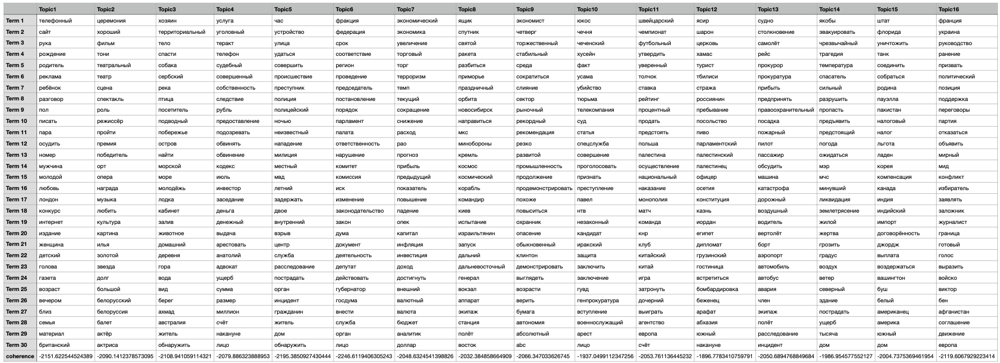 Topic1 Topic2 Topic3 Topic4 Topic5 Topic6 Topic7 Topic8 Topic9 Topic10 Topic11 Topic12 Topic13 Topic14 Topic15 Topic16
Term 1 телефонный церемония хозяин услуга час фракция экономический ящик экономист юкос швейцарский ясир судно якобы штат франция
Term 2 сайт хороший территориальный уголовный устройство федерация экономика спутник четверг чечня чемпионат шарон столкновение эвакуировать флорида украина
Term 3 рука фильм тело теракт улица срок увеличение святой торжественный чеченский футбольный церковь самолёт чрезвычайный уничтожить руководство
Term 4 рождение тони спасти телефон удаться соответствие торговый ракета стабильный хусейн утвердить хамас рейс трагедия танк ранение
Term 5 родитель театральный собака судебный совершить регион торг разбиться среда факт уверенный турист прокурор температура соединить призвать
Term 6 реклама театр сербский совершенный происшествие проведение терроризм приморье сократиться усама толчок тбилиси прокуратура спасатель собраться политический
Term 7 ребёнок сцена река собственность преступник председатель темп праздничный слияние убийство ставка стража прибыть сильный родина позиция
Term 8 разговор спектакль птица следствие полиция постановление текущий орбита сектор тюрьма рейтинг россиянин предпринять разрушить пауэлла поддержка
Term 9 пол роль посетитель рубль полицейский порядок сокращение новосибирск рыночный телекомпания процентный пребывание правоохранительный пропасть пакистан переговоры
Term 10 писать режиссёр подводный предоставление ночью парламент снижение направиться рекордный суд продать посольство посадка предъявить налоговый партия
Term 11 пара пройти побережье подозревать неизвестный палата расход мкс рекомендация статья предстоять пиво пожарный предстоящий налог отказаться
Term 12 осудить премия остров обвинять нападение ответственность рао минобороны резко спецслужба польша парламентский пилот погода льгота объявить
Term 13 номер победитель найти обвинение милиция нарушение прогноз кремль развитой совершение палестина палестинский пассажир ожидаться ладен мирный
Term 14 мужчина орт морской кодекс местный комитет прибыль космос промышленность проголосовать осуществление палестинец обсудить мэр корея мид
Term 15 молодой опера море июль мвд комиссия предыдущий космический продолжение признать национальный офицер машина мчс компенсация конфликт
Term 16 любовь награда молодёжь инвестор летний иск показатель корабль продемонстрировать преступление наказание осетия катастрофа минувший канада избиратель
Term 17 лондон музыка лодка заседание задержать изменение повышение командир похоже павел монополия конституция дорожный ликвидация индия заявлять
Term 18 конкурс любить кабинет деньга двое законодательство падение киев повыситься нтв матч казнь воздушный землетрясение индийский заложник
Term 19 интернет культура залив денежный внутренний закон опек испытание охранник незаконный команда иордан водитель жилой импорт журналист
Term 20 издание картина животное выдача взрыв дума капитал израильтянин опасение кандидат кнр египет вертолёт жертва договорённость граница
Term 21 женщина илья домашний арестовать центр документ инфляция запуск обыкновенный иракский клуб дипломат борт грозить джордж готовый
Term 22 детский золотой деревня анатолий служба деятельность инвестиция дальний клинтон защита китайский грузинский аэропорт градус выплата голос
Term 23 голова звезда гора адвокат расследование депутат доход дальневосточный демонстрировать заключить китай гостиница автомобиль воздух воздержаться выразить
Term 24 газета долг вода ущерб пострадать действовать достигнуть генерал выглядеть заключение игра встретиться автобус ветер вашингтон войско
Term 25 возраст большой вид сумма орган губернатор внешний вокзал возрасти гувд затронуть бомбардировка авария северный буш виктор
Term 26 вечером белорусский берег размер инцидент госдума валютный аппарат верить генпрокуратура дочерний беженец член здание белый бен
Term 27 близ белоруссия ахмад миллион гражданин внести валюта экипаж бумага вступление выиграть арафат экипаж пострадать американец афганистан
Term 28 семья балет австралия счёт житель служба бюджет станция автономия военнослужащий агентство абхазия полёт ущерб америка соглашение
Term 29 материал актёр житель накануне дом орган аналитик полёт абсолютный арест европа южный расследование тысяча южный движение
Term 30 британский актриса обнаружить лицо обнаружить лицо доллар восток abc лицо счёт накануне инцидент дом дом европа
coherence -2151.622544524389 -2090.1412378573095 -2108.941059114321 -2079.886323888953 -2195.3850927430444 -2246.6119406305243 -2048.6324541398826 -2032.384858664909 -2066.347033626745 -1937.0499112347256 -2053.761136445232 -1896.7783410759791 -2050.6894768849684 -1986.954577552127 -2004.7375369461954 -2119.6067929223414